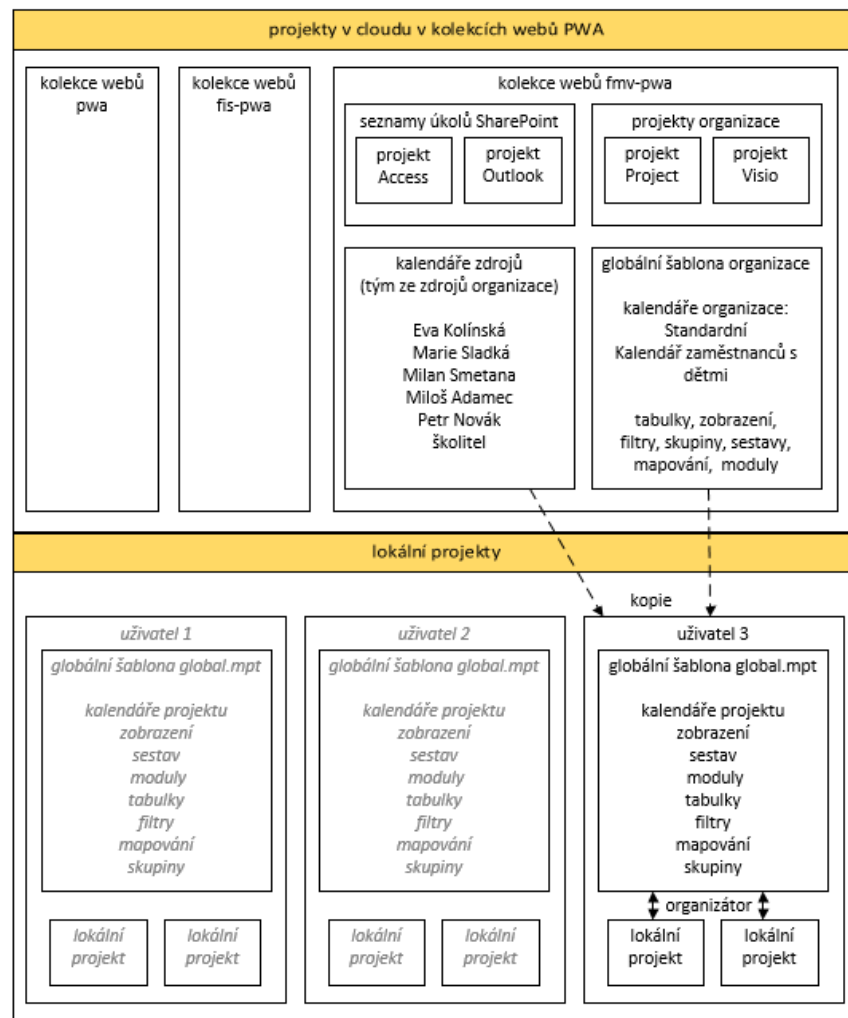 projekty v cloudu v kolekcích webů PWA
kolekce webů
pwa
kolekce webů
fis-pwa
kolekce webů fmv-pwa
seznamy úkolů SharePoint
projekt
Access
projekt
Outlook
projekty organizace
projekt
Project
projekt
Visio
kalendáře zdrojů
(tým ze zdrojů organizace)
Eva Kolínská
Marie Sladká
Milan Smetana
Miloš Adamec
Petr Novák
školitel
globální šablona organizace
kalendáře organizace:
Standardní
Kalendář zaměstnanců s
dětmi
tabulky, zobrazení,
filtry, skupiny, sestavy,
mapování, moduly
lokální projekty
kopie
uživatel 1
globální šablona global.mpt
kalendáře projektu
zobrazení
sestav
moduly
tabulky
filtry
mapování
skupiny
lokální
projekt
lokální
projekt
uživatel 2
globální šablona global.mpt
kalendáře projektu
zobrazení
sestav
moduly
tabulky
filtry
mapování
skupiny
lokální
projekt
lokální
projekt
uživatel 3
globální šablona global.mpt
kalendáře projektu
zobrazení
sestav
moduly
tabulky
filtry
mapování
skupiny
organizátor
lokální
projekt
lokální
projekt